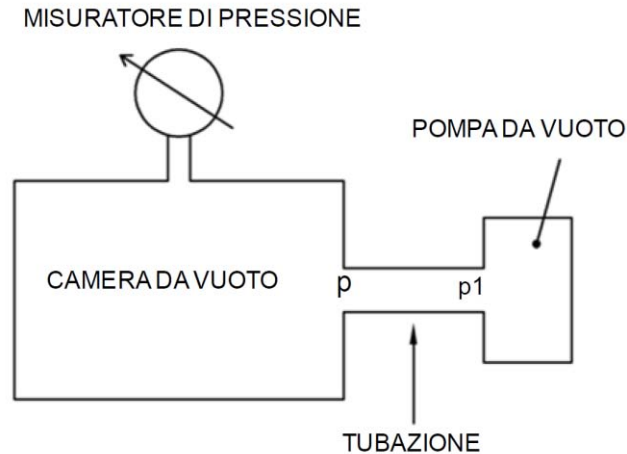 MISURATORE DI PRESSIONE
POMPA DA VUOTO
CAMERA DA VUOTO
p
p1
TUBAZIONE